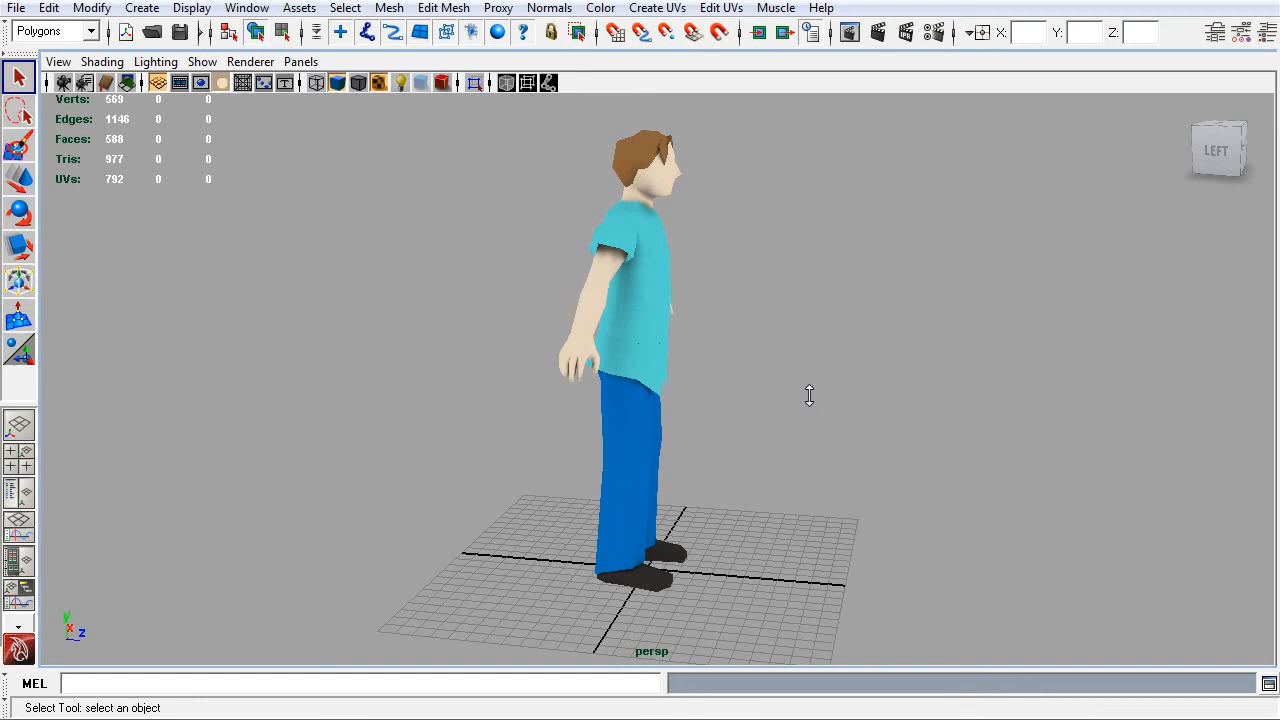 File Edit Modify Create Display Window Assets Select Mesh Edit Mesh Proxy Normals Color Create UVs Edit UVs Muscle Help
Polygons X: Y: Z:
View Shading Lighting Show Renderer Panels
Verts: 569 0 0
Edges: 1146 0 0
Faces: 588 0 0
Tris: 977 0 0
UVs: 792 0 0
LEFT
y
x
z
persp
MEL
Select Tool: select an object